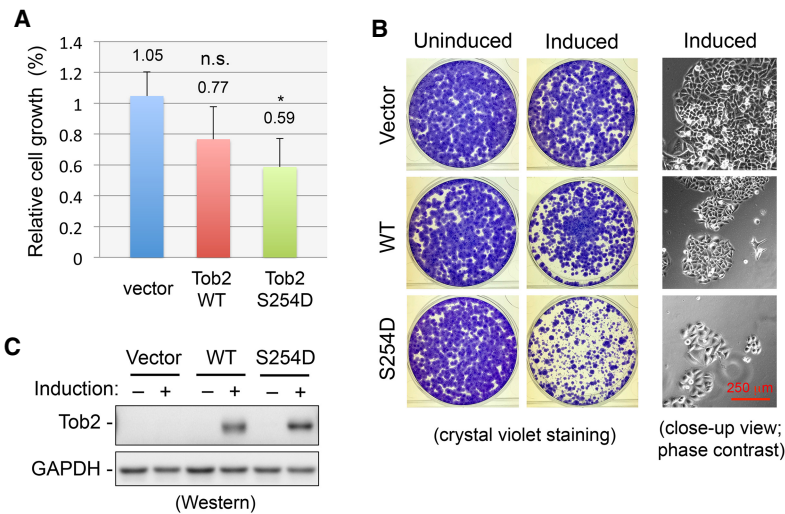 A
Relative cell growth (%)
1.4
1.2
1
0.8
0.6
0.4
0.2
0
1.05
n.s.
0.77
*
0.59
vector
Tob2
WT
Tob2
S254D
B
Uninduced
Induced
Induced
Vector
WT
S254D
250 µm
(crystal violet staining)
(close-up view;
phase contrast)
C
Vector
WT
S254D
Induction:
– + – + – +
Tob2 -
GAPDH -
(Western)